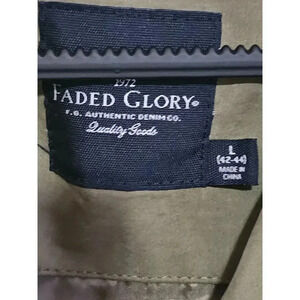 1972
FADED GLORY®
F.G. AUTHENTIC DENIM CO.
Quality Goods
L
(42-44)
MADE IN
CHINA